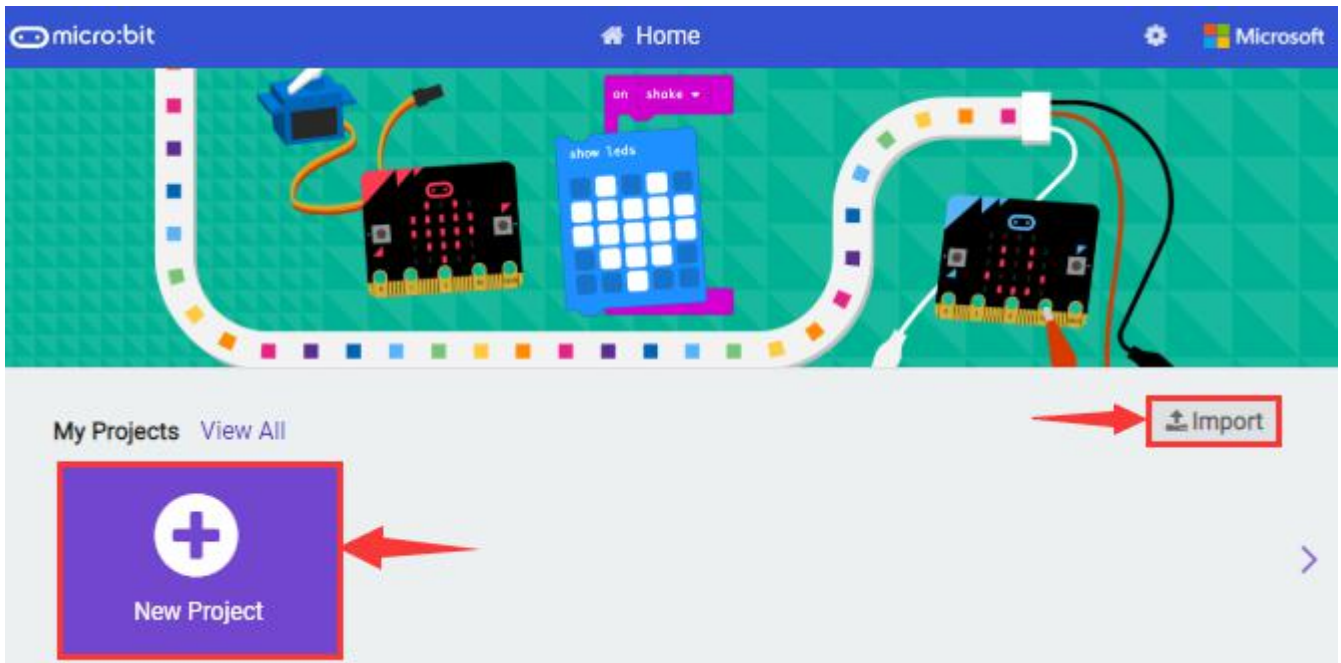 micro:bit
Home
Microsoft
on shake
show leds
My Projects View All
Import
New Project